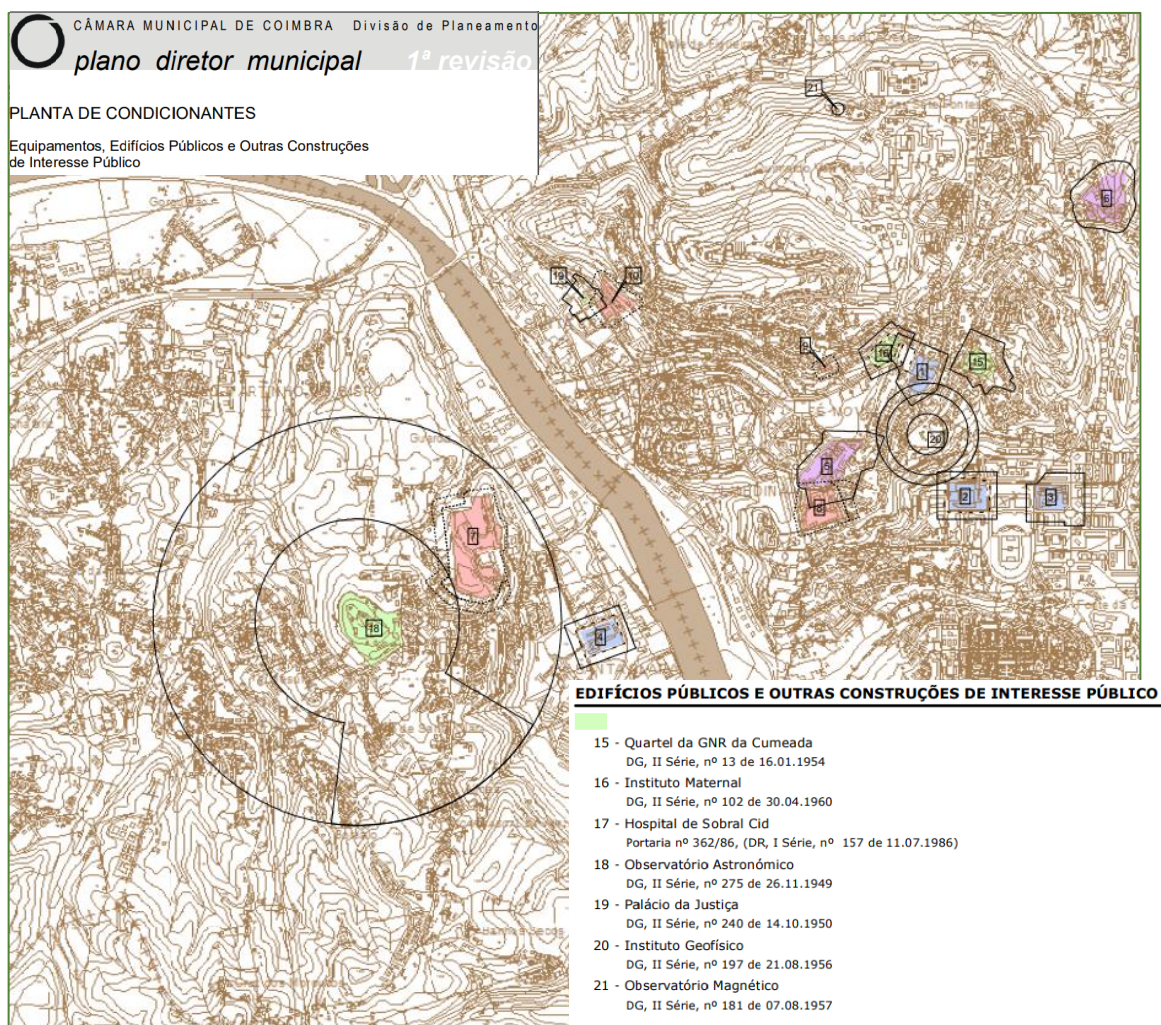 CÂMARA MUNICIPAL DE COIMBRA Divisão de Planeamento
plano diretor municipal 1ª revisão
PLANTA DE CONDICIONANTES
Equipamentos, Edifícios Públicos e Outras Construções
de Interesse Público
21
6
19
10
9
16
1
15
20
5
2
3
8
7
18
4
EDIFÍCIOS PÚBLICOS E OUTRAS CONSTRUÇÕES DE INTERESSE PÚBLICO
15 - Quartel da GNR da Cumeada
DG, II Série, nº 13 de 16.01.1954
16 - Instituto Maternal
DG, II Série, nº 102 de 30.04.1960
17 - Hospital de Sobral Cid
Portaria nº 362/86, (DR, I Série, nº 157 de 11.07.1986)
18 - Observatório Astronómico
DG, II Série, nº 275 de 26.11.1949
19 - Palácio da Justiça
DG, II Série, nº 240 de 14.10.1950
20 - Instituto Geofísico
DG, II Série, nº 197 de 21.08.1956
21 - Observatório Magnético
DG, II Série, nº 181 de 07.08.1957